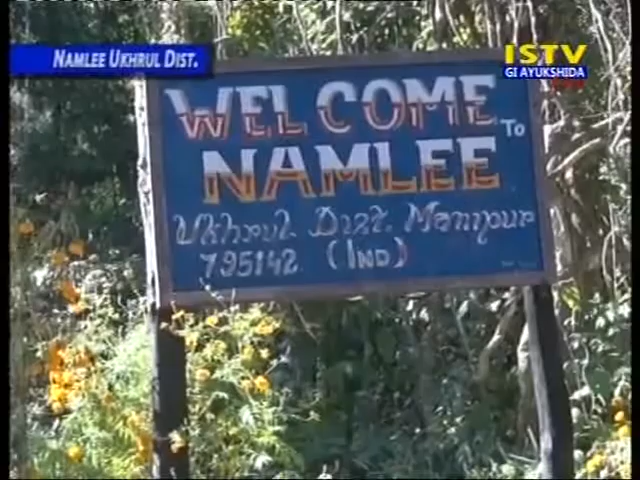 NAMLEE UKHRUL DIST.
ISTV
GI AYUKSHIDA
WELCOME TO
NAMLEE
Ukhrul Dist. Manipur
795142. (IND)